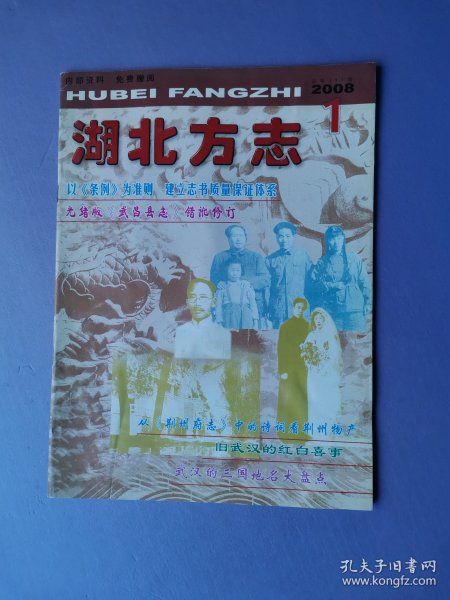 内部资料 免费赠阅
HUBEI FANGZHI
2008
1
湖北方志
以《条例》为准则 建立志书质量保证体系
光绪版《武昌县志》错讹修订
从《荆州府志》中的诗词看荆州物产
旧武汉的红白喜事
武汉的三国地名大盘点
孔夫子旧书网
www.kongfz.com